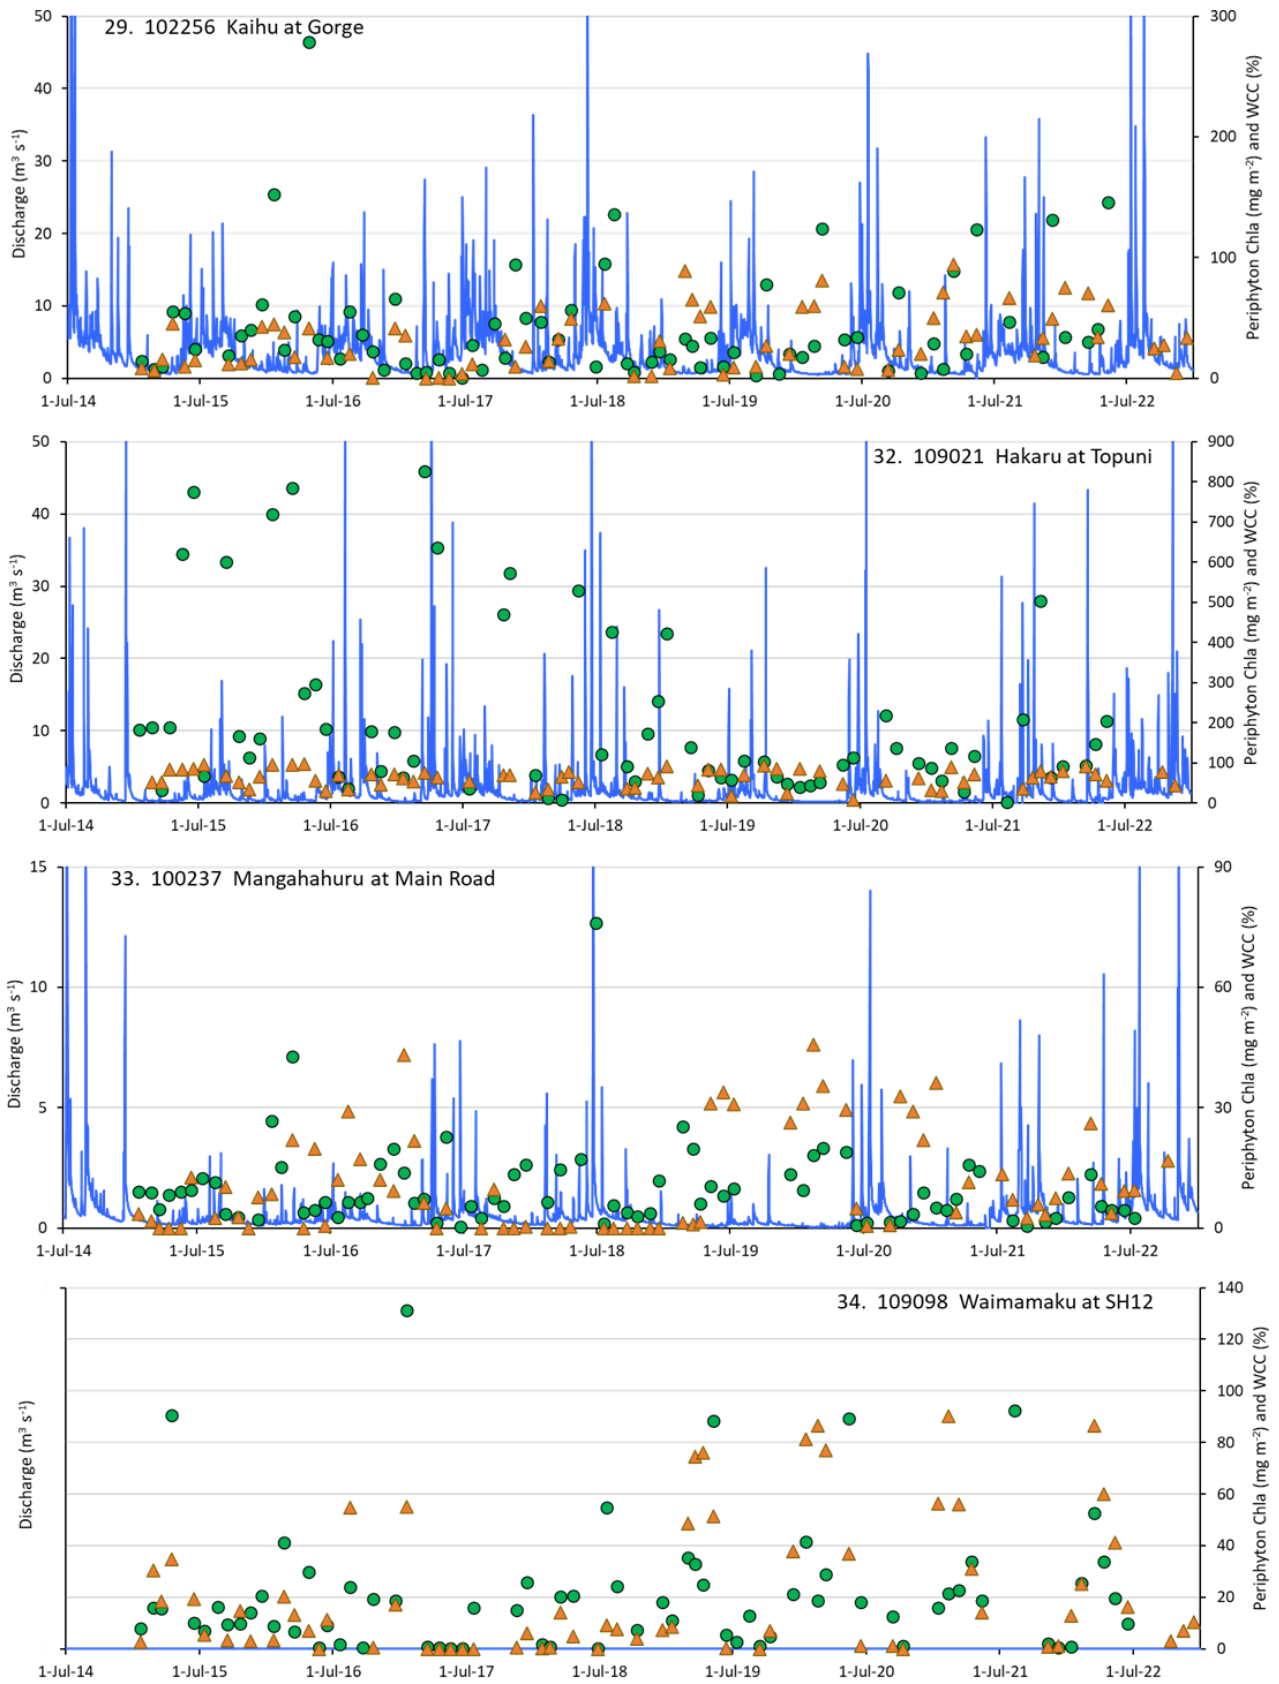 29. 102256 Kaihu at Gorge
Discharge (m³ s⁻¹)
50
40
30
20
10
0
300
200
100
0
Periphyton Chla (mg m⁻²) and WCC (%)
1-Jul-14 1-Jul-15 1-Jul-16 1-Jul-17 1-Jul-18 1-Jul-19 1-Jul-20 1-Jul-21 1-Jul-22
32. 109021 Hakaru at Topuni
Discharge (m³ s⁻¹)
50
40
30
20
10
0
900
800
700
600
500
400
300
200
100
0
Periphyton Chla (mg m⁻²) and WCC (%)
1-Jul-14 1-Jul-15 1-Jul-16 1-Jul-17 1-Jul-18 1-Jul-19 1-Jul-20 1-Jul-21 1-Jul-22
33. 100237 Mangahahuru at Main Road
Discharge (m³ s⁻¹)
15
10
5
0
90
60
30
0
Periphyton Chla (mg m⁻²) and WCC (%)
1-Jul-14 1-Jul-15 1-Jul-16 1-Jul-17 1-Jul-18 1-Jul-19 1-Jul-20 1-Jul-21 1-Jul-22
34. 109098 Waimamaku at SH12
Discharge (m³ s⁻¹)
140
120
100
80
60
40
20
0
Periphyton Chla (mg m⁻²) and WCC (%)
1-Jul-14 1-Jul-15 1-Jul-16 1-Jul-17 1-Jul-18 1-Jul-19 1-Jul-20 1-Jul-21 1-Jul-22